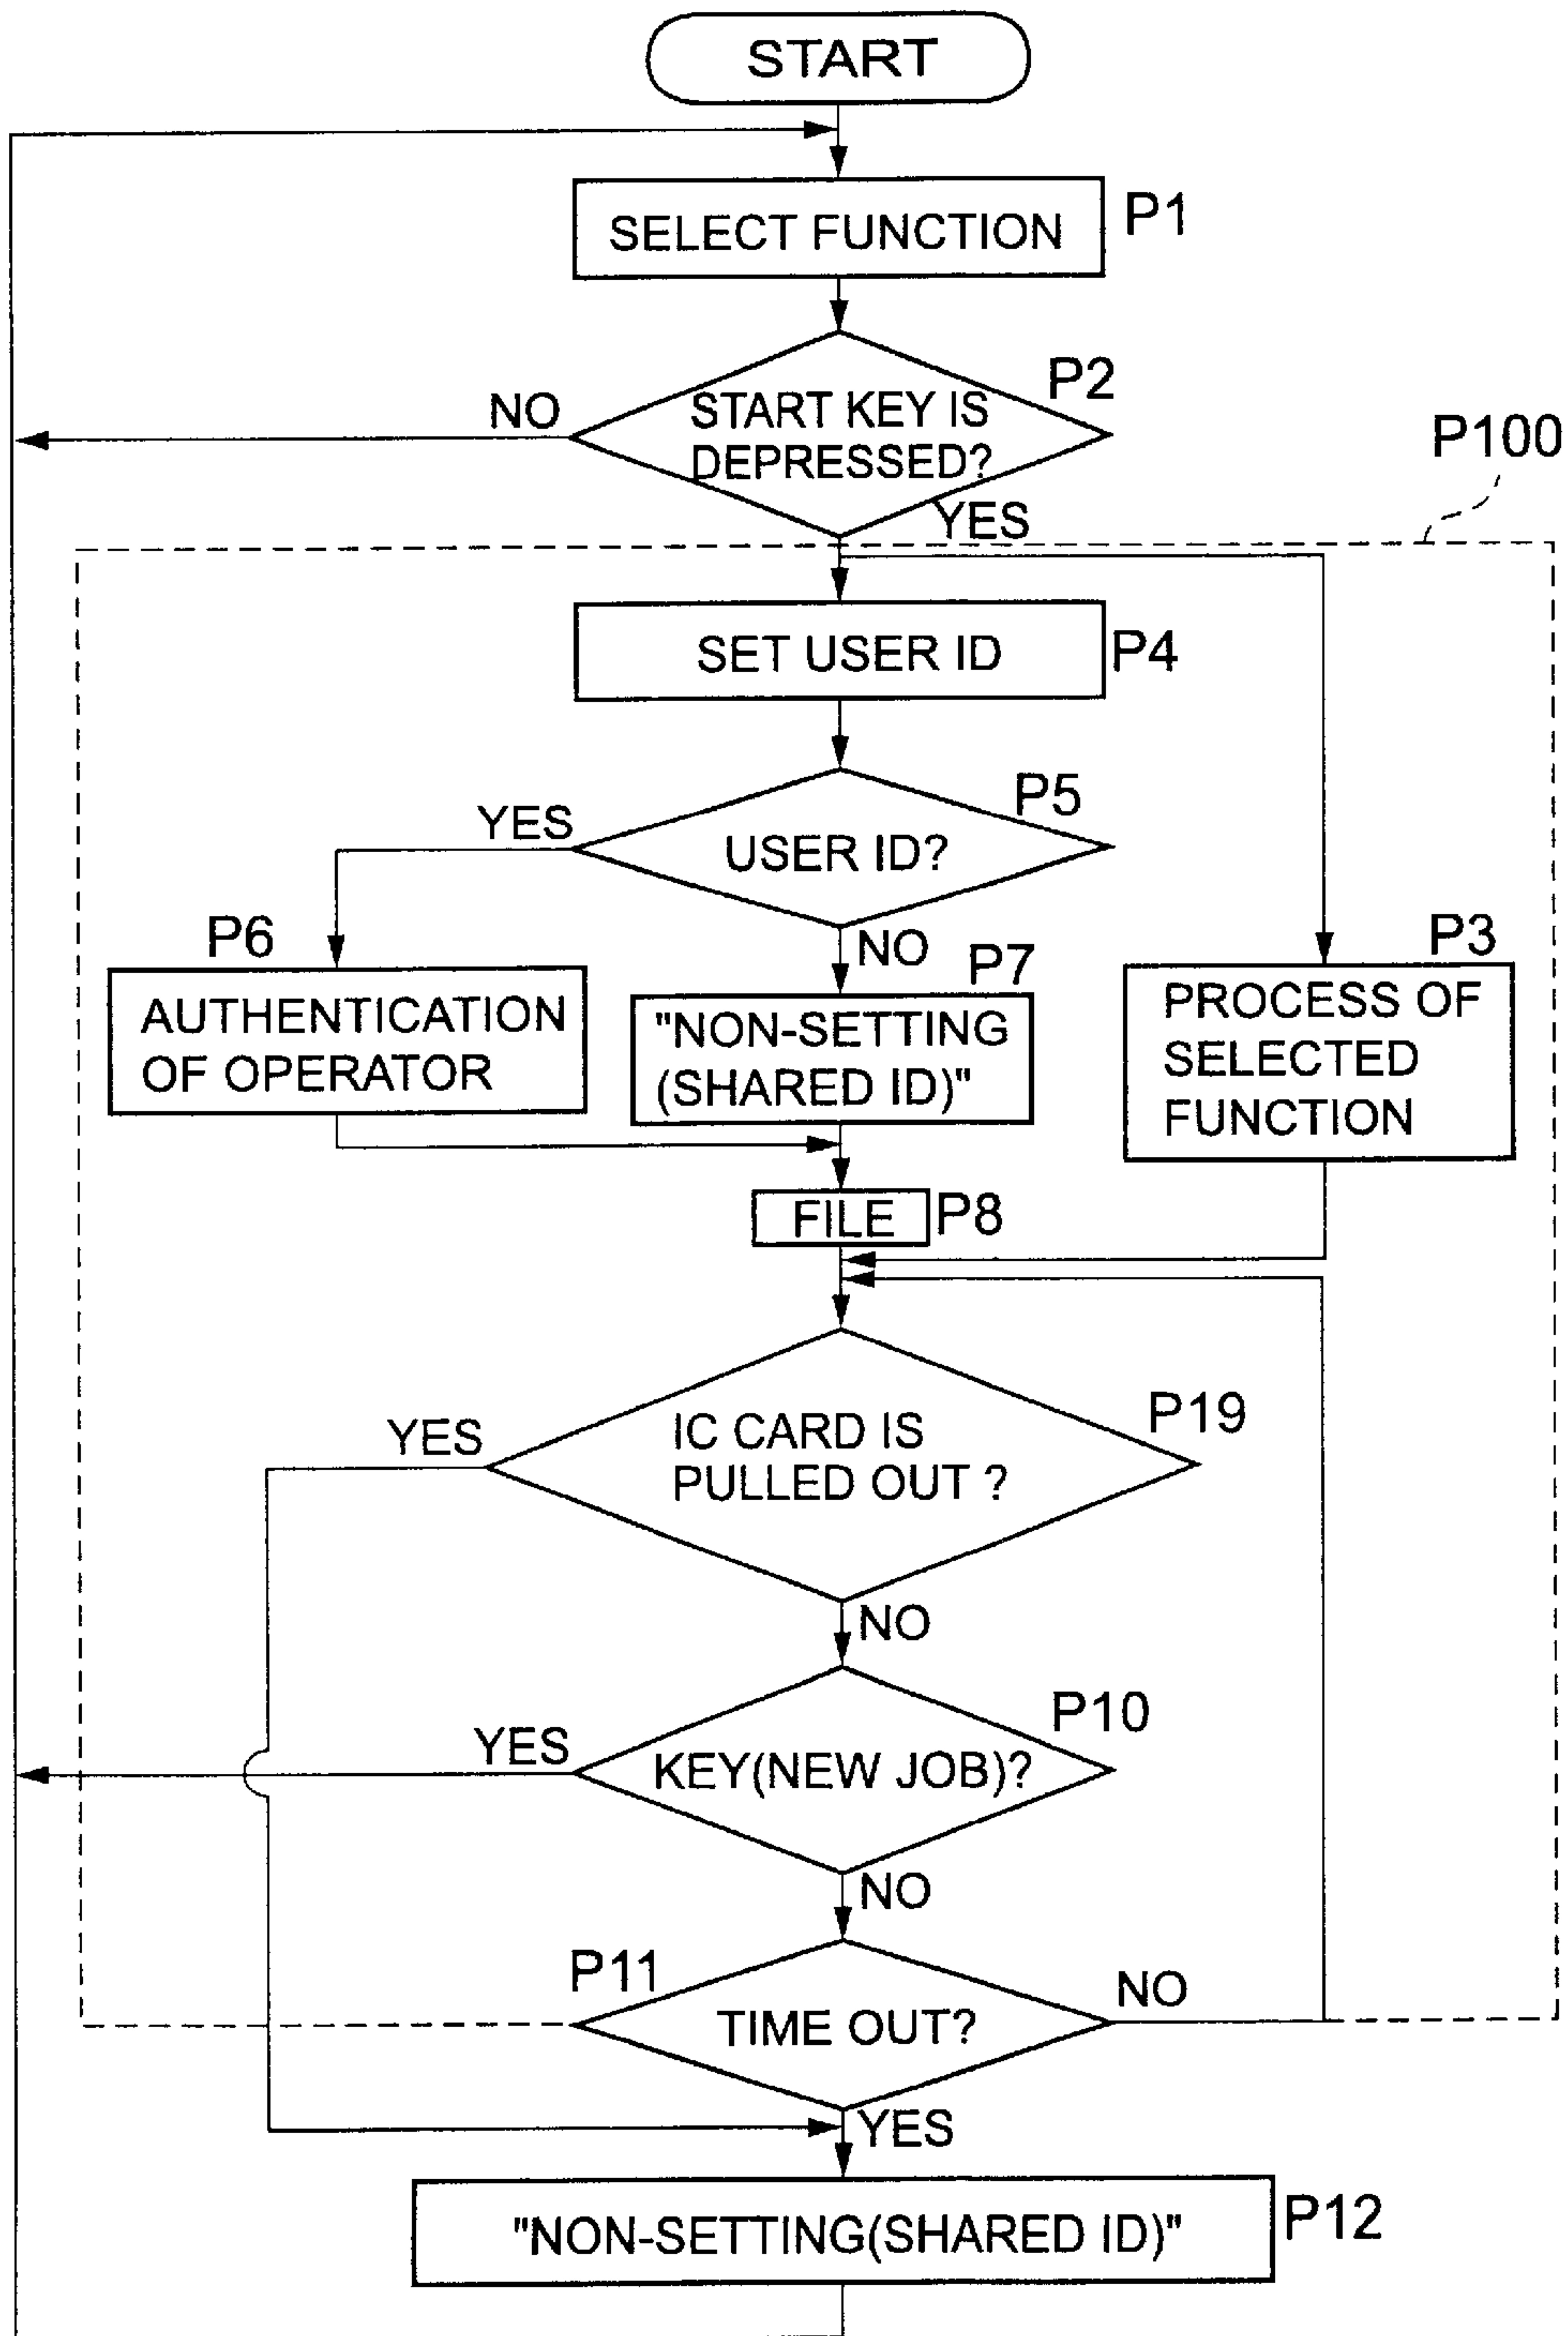 START
SELECT FUNCTION
P1
P2
START KEY IS
DEPRESSED?
NO
YES
P100
SET USER ID
P4
P5
USER ID?
YES
NO
P6
AUTHENTICATION
OF OPERATOR
P7
"NON-SETTING
(SHARED ID)"
P3
PROCESS OF
SELECTED
FUNCTION
FILE
P8
P19
IC CARD IS
PULLED OUT ?
YES
NO
P10
KEY(NEW JOB)?
YES
NO
P11
TIME OUT?
NO
YES
"NON-SETTING(SHARED ID)"
P12